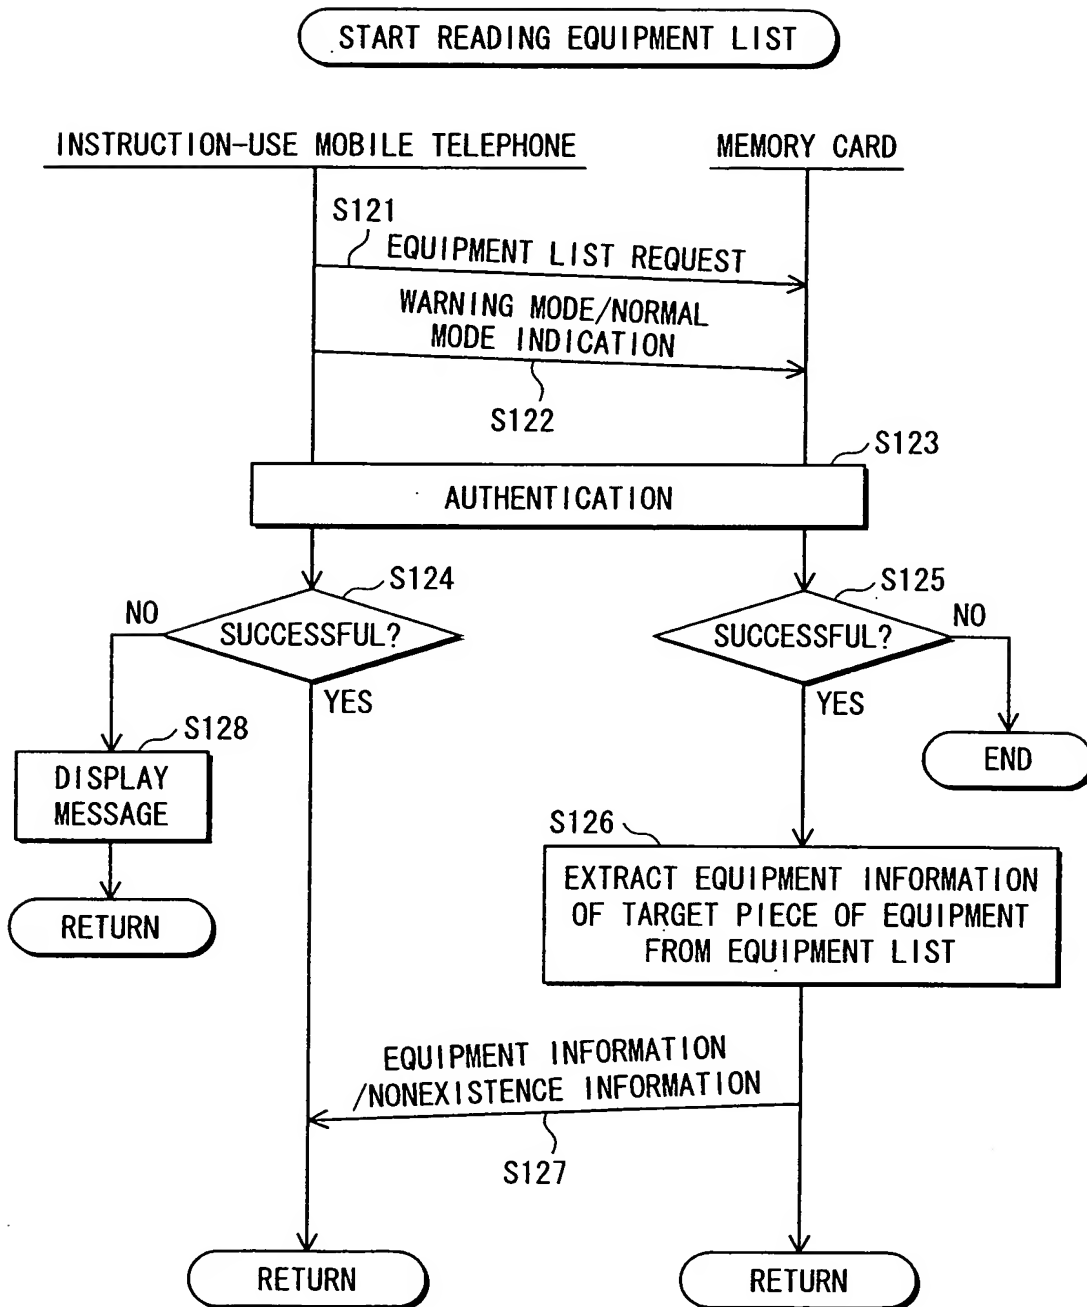 START READING EQUIPMENT LIST
INSTRUCTION-USE MOBILE TELEPHONE
MEMORY CARD
S121
EQUIPMENT LIST REQUEST
WARNING MODE/NORMAL
MODE INDICATION
S122
S123
AUTHENTICATION
S124
S125
NO
SUCCESSFUL?
YES
SUCCESSFUL?
NO
YES
S128
DISPLAY
MESSAGE
END
RETURN
S126
EXTRACT EQUIPMENT INFORMATION
OF TARGET PIECE OF EQUIPMENT
FROM EQUIPMENT LIST
EQUIPMENT INFORMATION
/NONEXISTENCE INFORMATION
S127
RETURN
RETURN